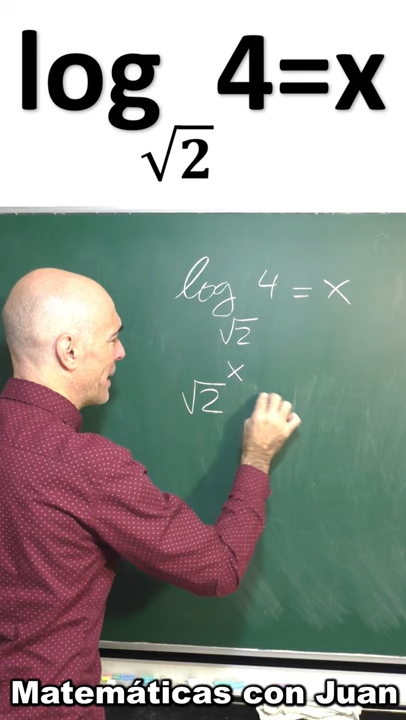 log 4=x
√2
log 4 = x
√2
x
√2
Matemáticas con Juan